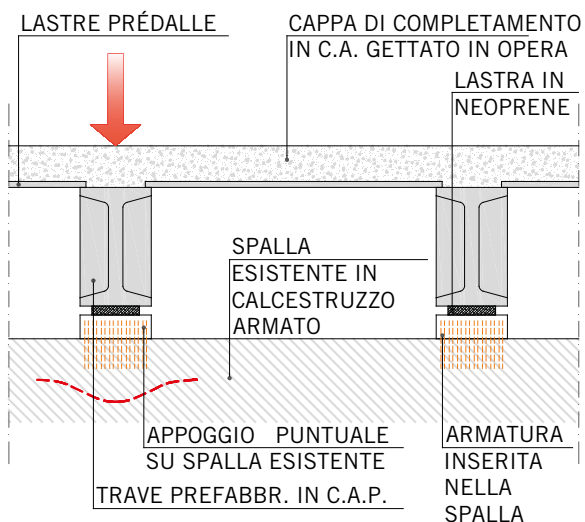 LASTRE PRÉDALLE
CAPPA DI COMPLETAMENTO
IN C.A. GETTATO IN OPERA
LASTRA IN
NEOPRENE
SPALLA
ESISTENTE IN
CALCESTRUZZO
ARMATO
APPOGGIO PUNTUALE
SU SPALLA ESISTENTE
TRAVE PREFABBR. IN C.A.P.
ARMATURA
INSERITA
NELLA
SPALLA